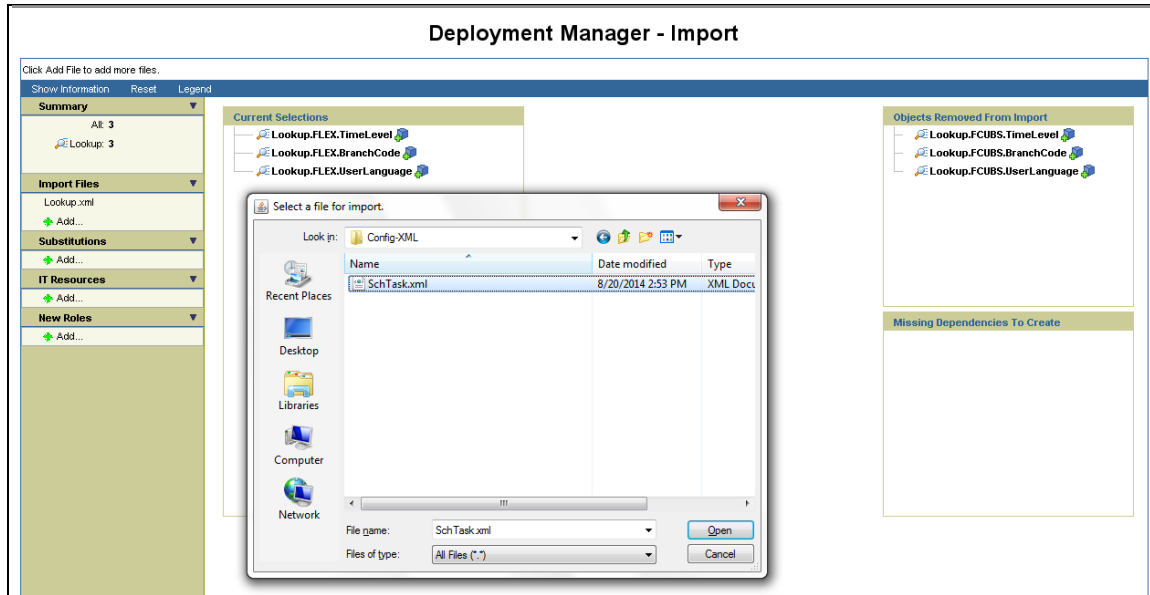 Deployment Manager - Import
Click Add File to add more files.
Show Information Reset Legend
Summary
All: 3
Lookup: 3
Import Files
Lookup.xml
Add...
Substitutions
Add...
IT Resources
Add...
New Roles
Add...
Current Selections
Lookup.FLEX.TimeLevel
Lookup.FLEX.BranchCode
Lookup.FLEX.UserLanguage
Objects Removed From Import
Lookup.FCUBS.TimeLevel
Lookup.FCUBS.BranchCode
Lookup.FCUBS.UserLanguage
Missing Dependencies To Create
Select a file for import.
Look in: Config-XML
Name Date modified Type
SchTask.xml 8/20/2014 2:53 PM XML Docu
Recent Places
Desktop
Libraries
Computer
Network
File name: SchTask.xml Open
Files of type: All Files (*.*) Cancel